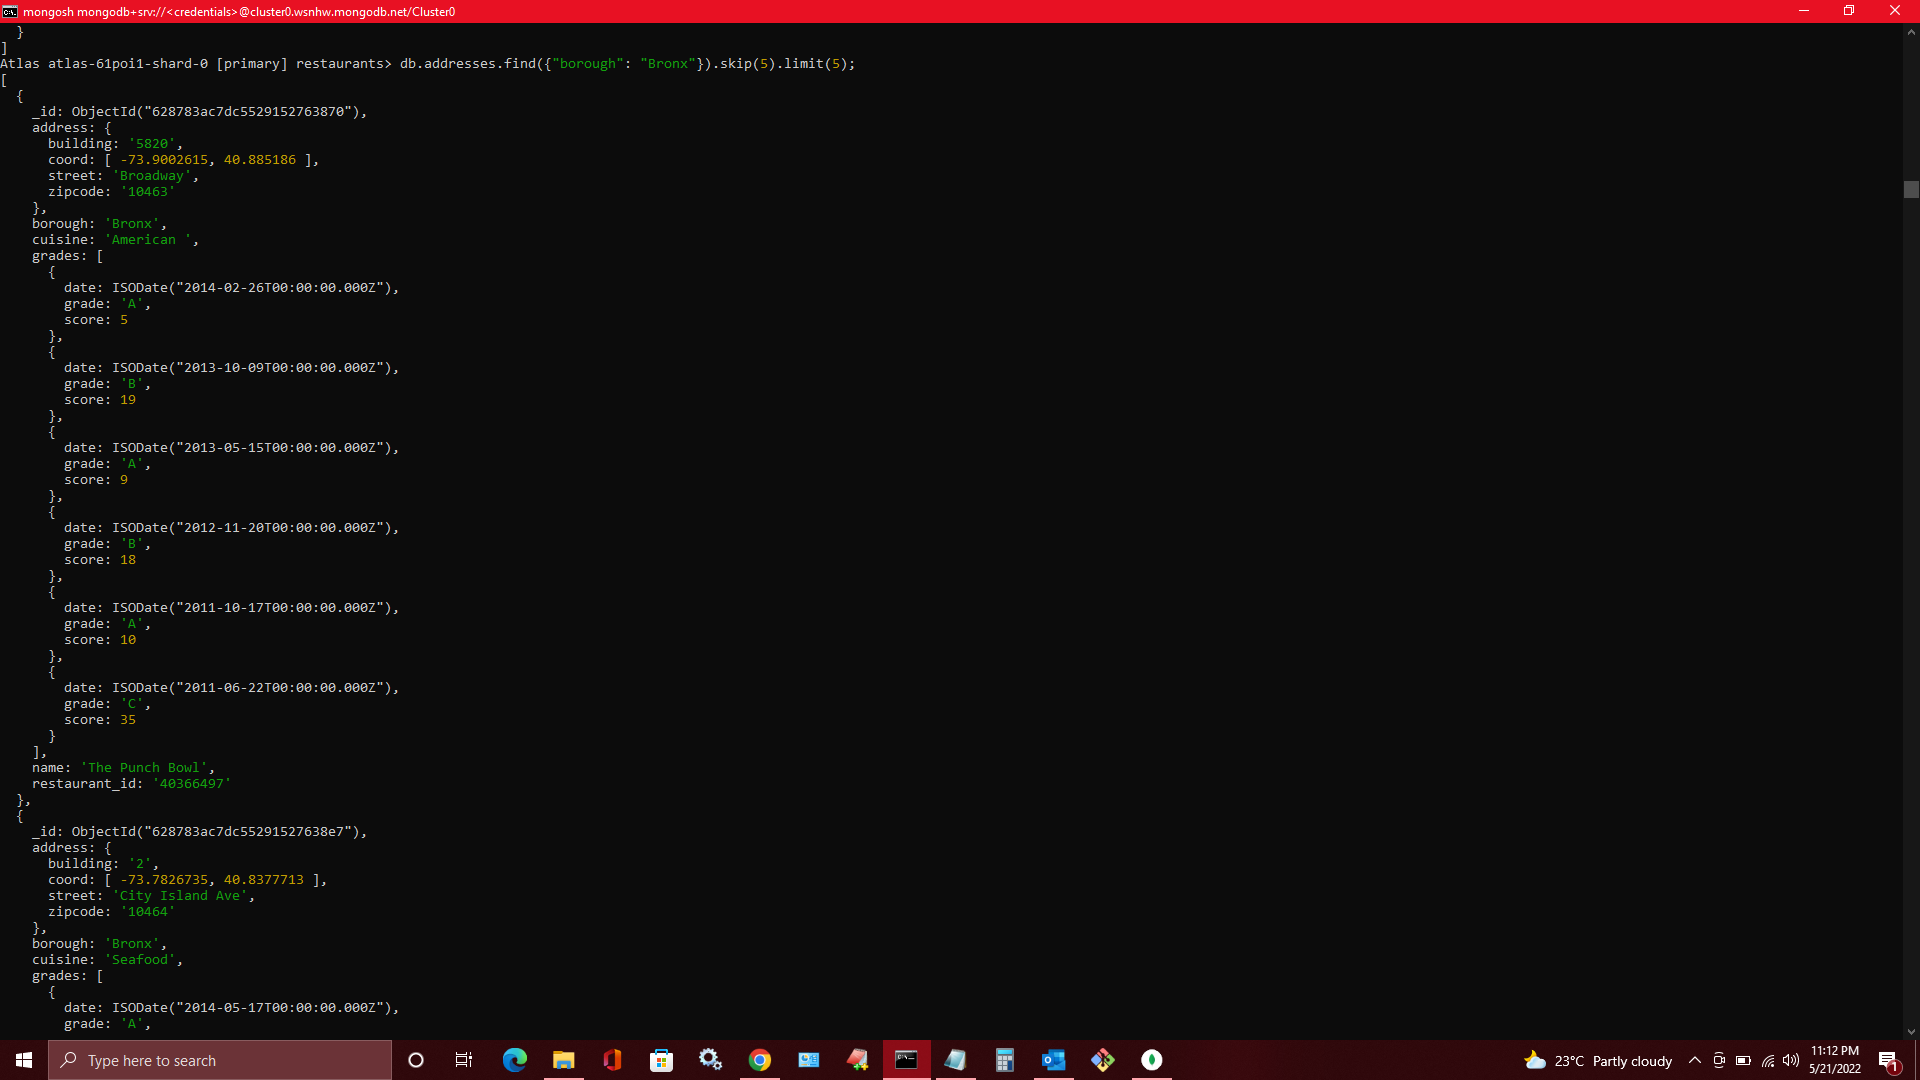 mongosh mongodb+srv://<credentials>@cluster0.wsnhw.mongodb.net/Cluster0
  }
]
Atlas atlas-61poi1-shard-0 [primary] restaurants> db.addresses.find({"borough": "Bronx"}).skip(5).limit(5);
[
  {
    _id: ObjectId("628783ac7dc5529152763870"),
    address: {
      building: '5820',
      coord: [ -73.9002615, 40.885186 ],
      street: 'Broadway',
      zipcode: '10463'
    },
    borough: 'Bronx',
    cuisine: 'American ',
    grades: [
      {
        date: ISODate("2014-02-26T00:00:00.000Z"),
        grade: 'A',
        score: 5
      },
      {
        date: ISODate("2013-10-09T00:00:00.000Z"),
        grade: 'B',
        score: 19
      },
      {
        date: ISODate("2013-05-15T00:00:00.000Z"),
        grade: 'A',
        score: 9
      },
      {
        date: ISODate("2012-11-20T00:00:00.000Z"),
        grade: 'B',
        score: 18
      },
      {
        date: ISODate("2011-10-17T00:00:00.000Z"),
        grade: 'A',
        score: 10
      },
      {
        date: ISODate("2011-06-22T00:00:00.000Z"),
        grade: 'C',
        score: 35
      }
    ],
    name: 'The Punch Bowl',
    restaurant_id: '40366497'
  },
  {
    _id: ObjectId("628783ac7dc55291527638e7"),
    address: {
      building: '2',
      coord: [ -73.7826735, 40.8377713 ],
      street: 'City Island Ave',
      zipcode: '10464'
    },
    borough: 'Bronx',
    cuisine: 'Seafood',
    grades: [
      {
        date: ISODate("2014-05-17T00:00:00.000Z"),
        grade: 'A',
Type here to search
23°C Partly cloudy
11:12 PM
5/21/2022
1